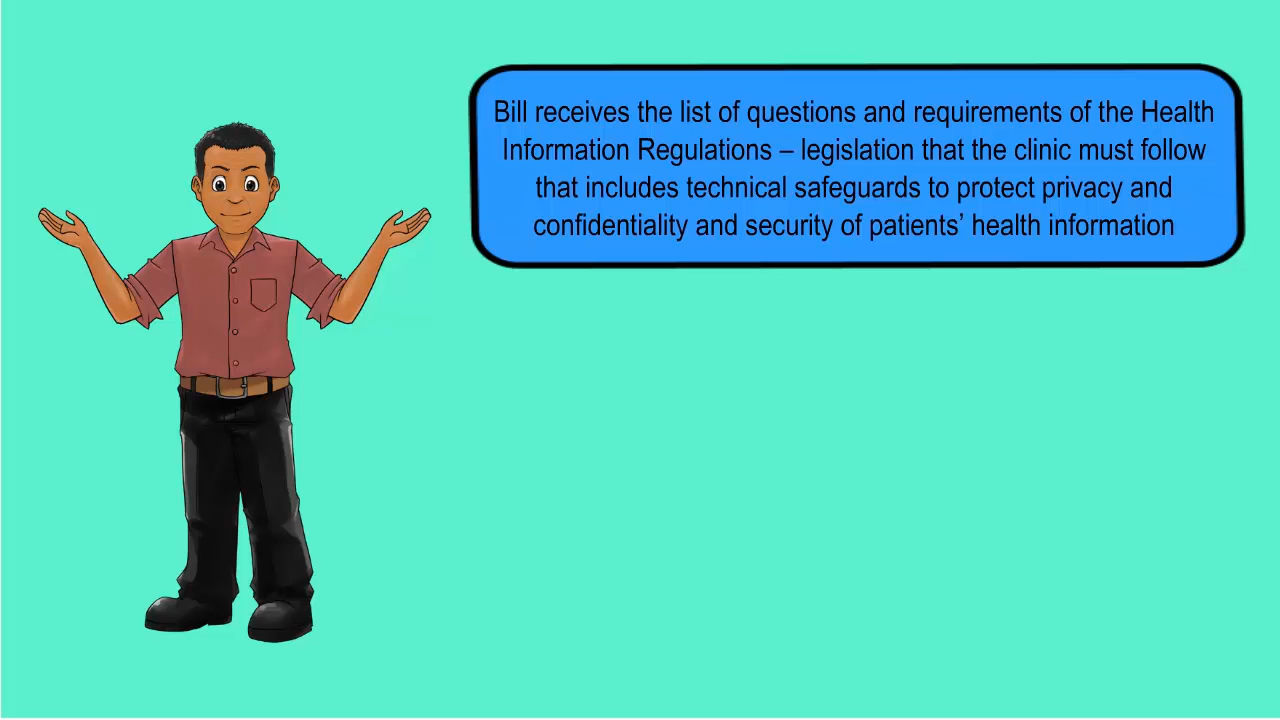 Bill receives the list of questions and requirements of the Health
Information Regulations – legislation that the clinic must follow
that includes technical safeguards to protect privacy and
confidentiality and security of patients’ health information